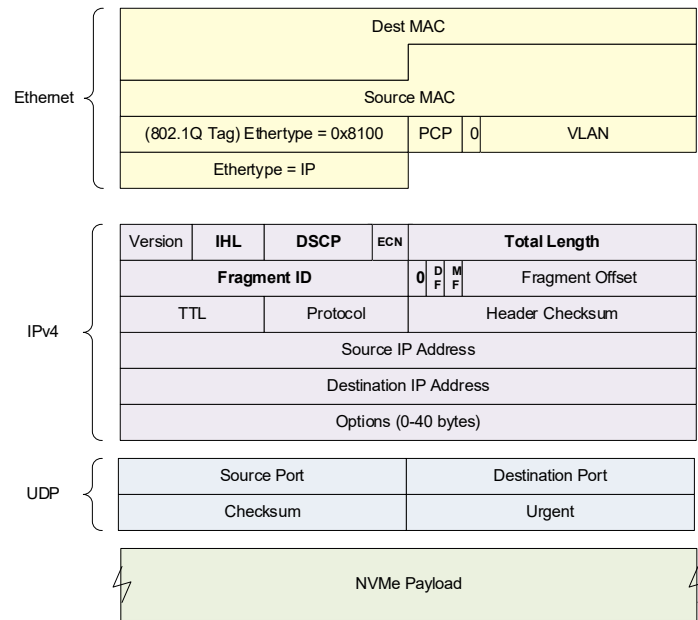 Dest MAC
Ethernet
Source MAC
(802.1Q Tag) Ethertype = 0x8100 PCP 0 VLAN
Ethertype = IP
Version IHL DSCP ECN Total Length
Fragment ID 0 DF MF Fragment Offset
TTL Protocol Header Checksum
IPv4
Source IP Address
Destination IP Address
Options (0-40 bytes)
Source Port Destination Port
UDP
Checksum Urgent
NVMe Payload